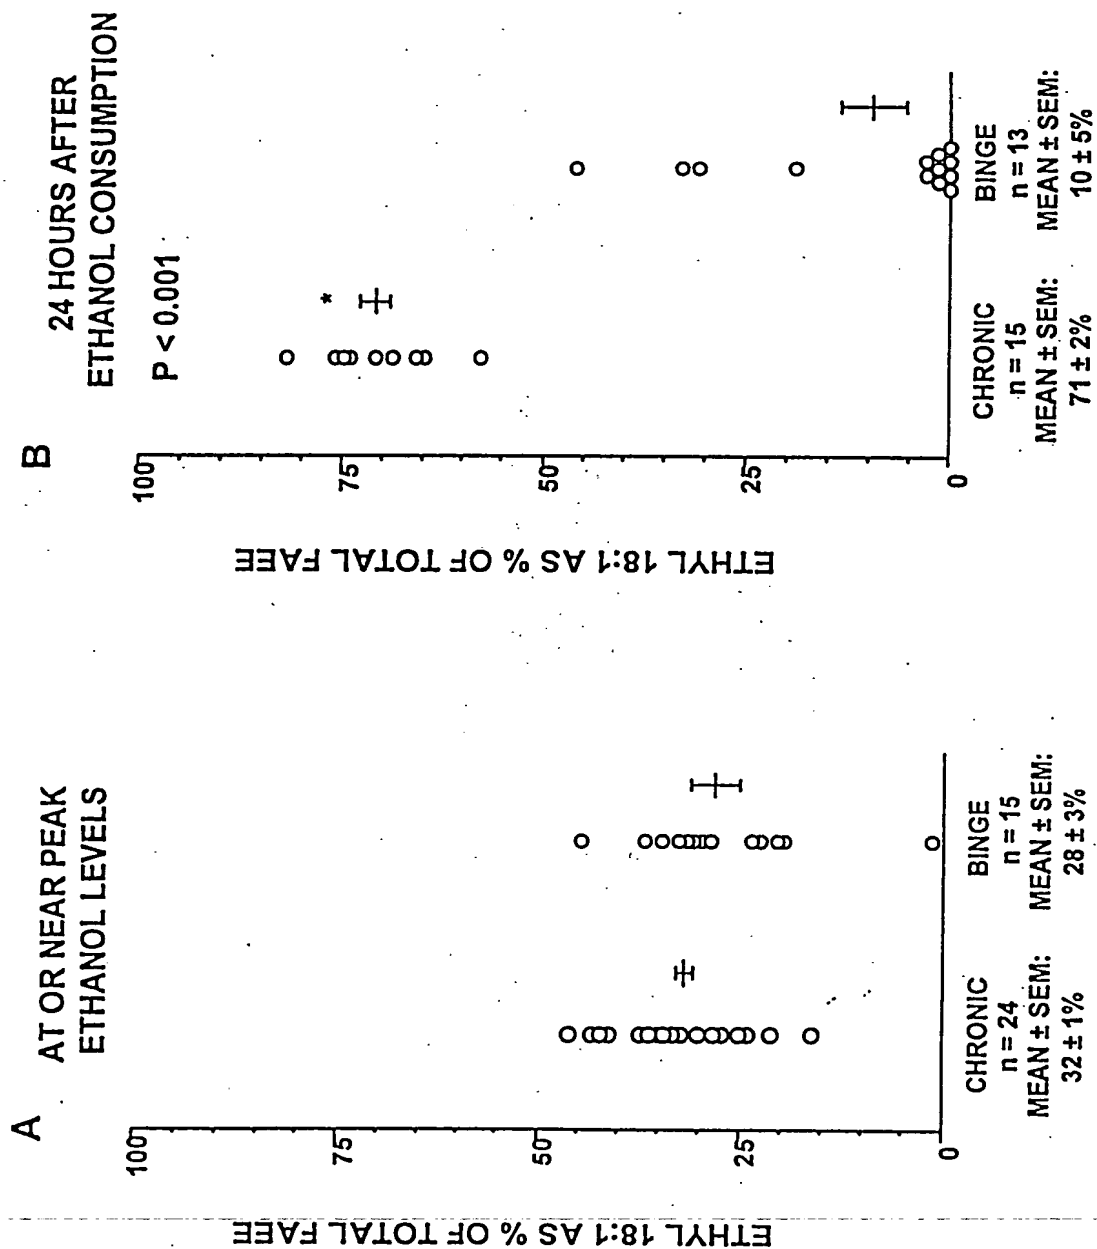 A
AT OR NEAR PEAK
ETHANOL LEVELS
ETHYL 18:1 AS % OF TOTAL FAEE
100
75
50
25
0
CHRONIC
n = 24
MEAN ± SEM:
32 ± 1%
BINGE
n = 15
MEAN ± SEM:
28 ± 3%
B
24 HOURS AFTER
ETHANOL CONSUMPTION
P < 0.001
*
ETHYL 18:1 AS % OF TOTAL FAEE
100
75
50
25
0
CHRONIC
n = 15
MEAN ± SEM:
71 ± 2%
BINGE
n = 13
MEAN ± SEM:
10 ± 5%